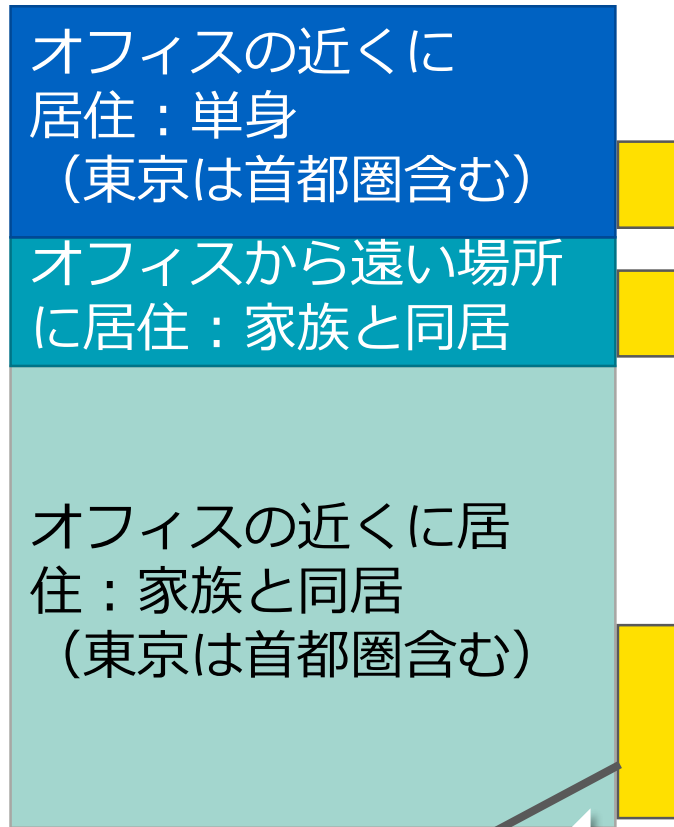 オフィスの近くに
居住：単身
（東京は首都圏含む）
オフィスから遠い場所
に居住：家族と同居
オフィスの近くに居
住：家族と同居
（東京は首都圏含む）